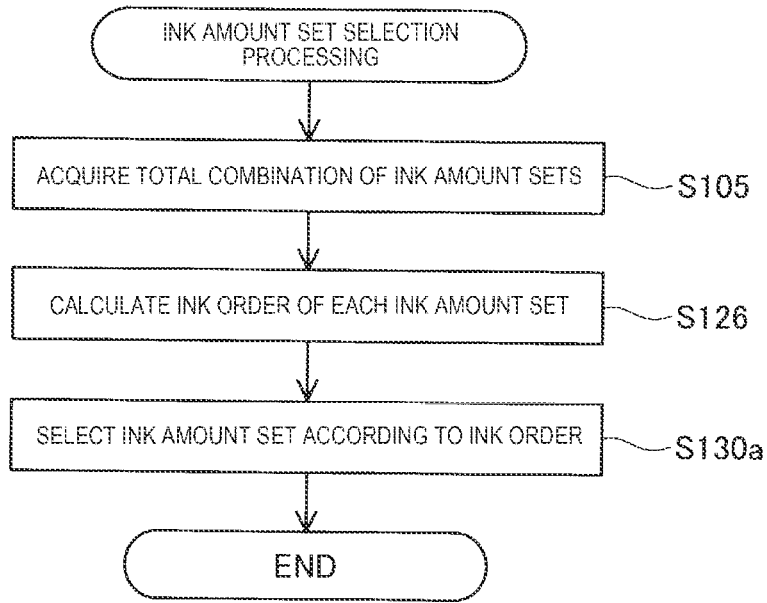 INK AMOUNT SET SELECTION
PROCESSING
ACQUIRE TOTAL COMBINATION OF INK AMOUNT SETS
S105
CALCULATE INK ORDER OF EACH INK AMOUNT SET
S126
SELECT INK AMOUNT SET ACCORDING TO INK ORDER
S130a
END